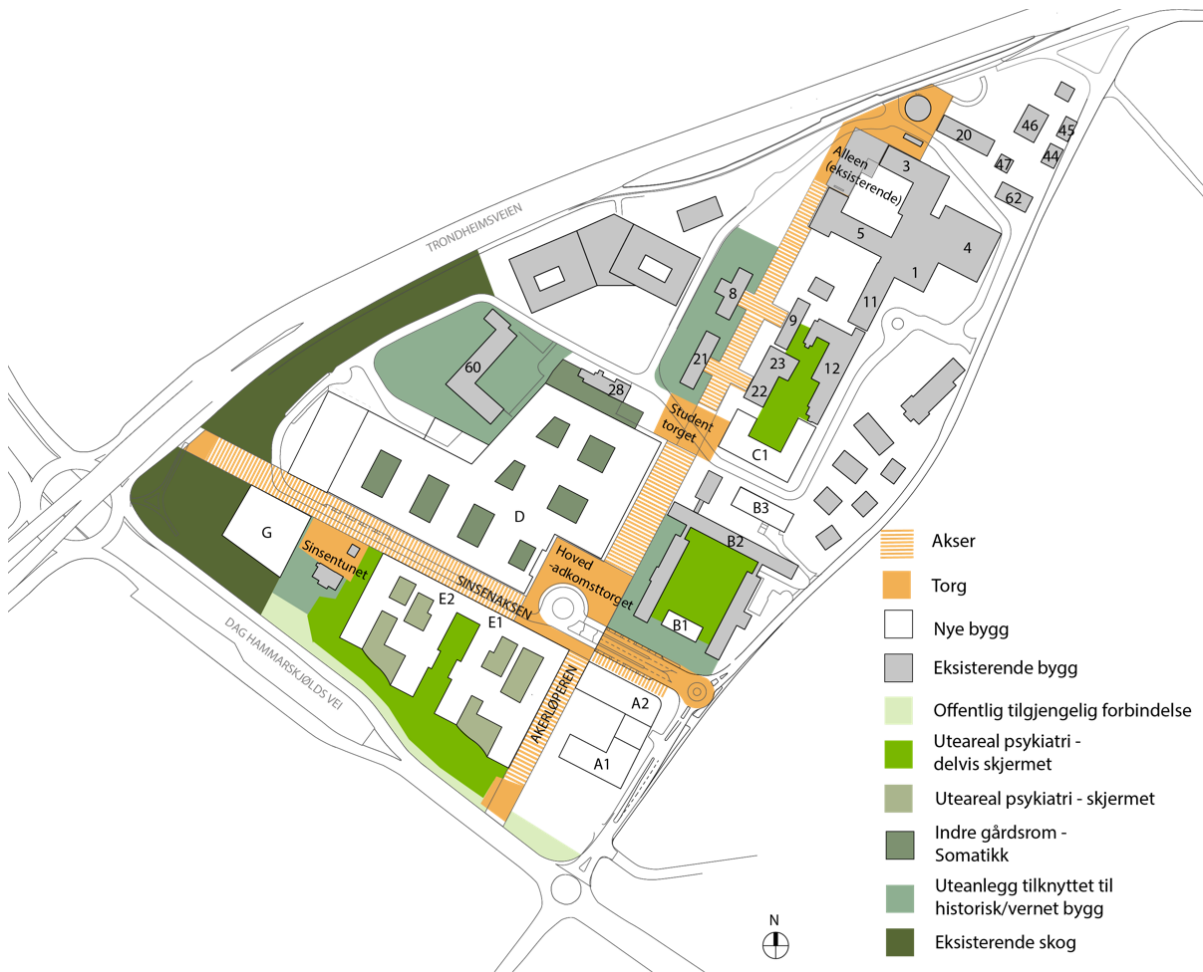 TRONDHEIMSVEIEN
Alleen
(eksisterende)
20
46
45
44
47
62
3
4
5
1
11
8
9
21
23
22
12
60
28
Student
torget
C1
B3
B2
B1
D
G
Sinsentunet
Hoved
-adkomsttorget
SINSENAKSEN
E2
E1
AKERLØPEREN
A2
A1
DAG HAMMARSKJØLDS VEI
N
Akser
Torg
Nye bygg
Eksisterende bygg
Offentlig tilgjengelig forbindelse
Uteareal psykiatri -
delvis skjermet
Uteareal psykiatri - skjermet
Indre gårdsrom -
Somatikk
Uteanlegg tilknyttet til
historisk/vernet bygg
Eksisterende skog